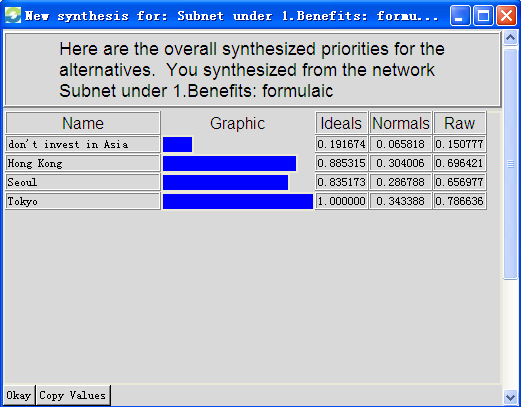 New synthesis for: Subnet under 1.Benefits: formu...
Here are the overall synthesized priorities for the
alternatives. You synthesized from the network
Subnet under 1.Benefits: formulaic
Name Graphic Ideals Normals Raw
don't invest in Asia 0.191674 0.065818 0.150777
Hong Kong 0.885315 0.304006 0.696421
Seoul 0.835173 0.286788 0.656977
Tokyo 1.000000 0.343388 0.786636
Okay Copy Values